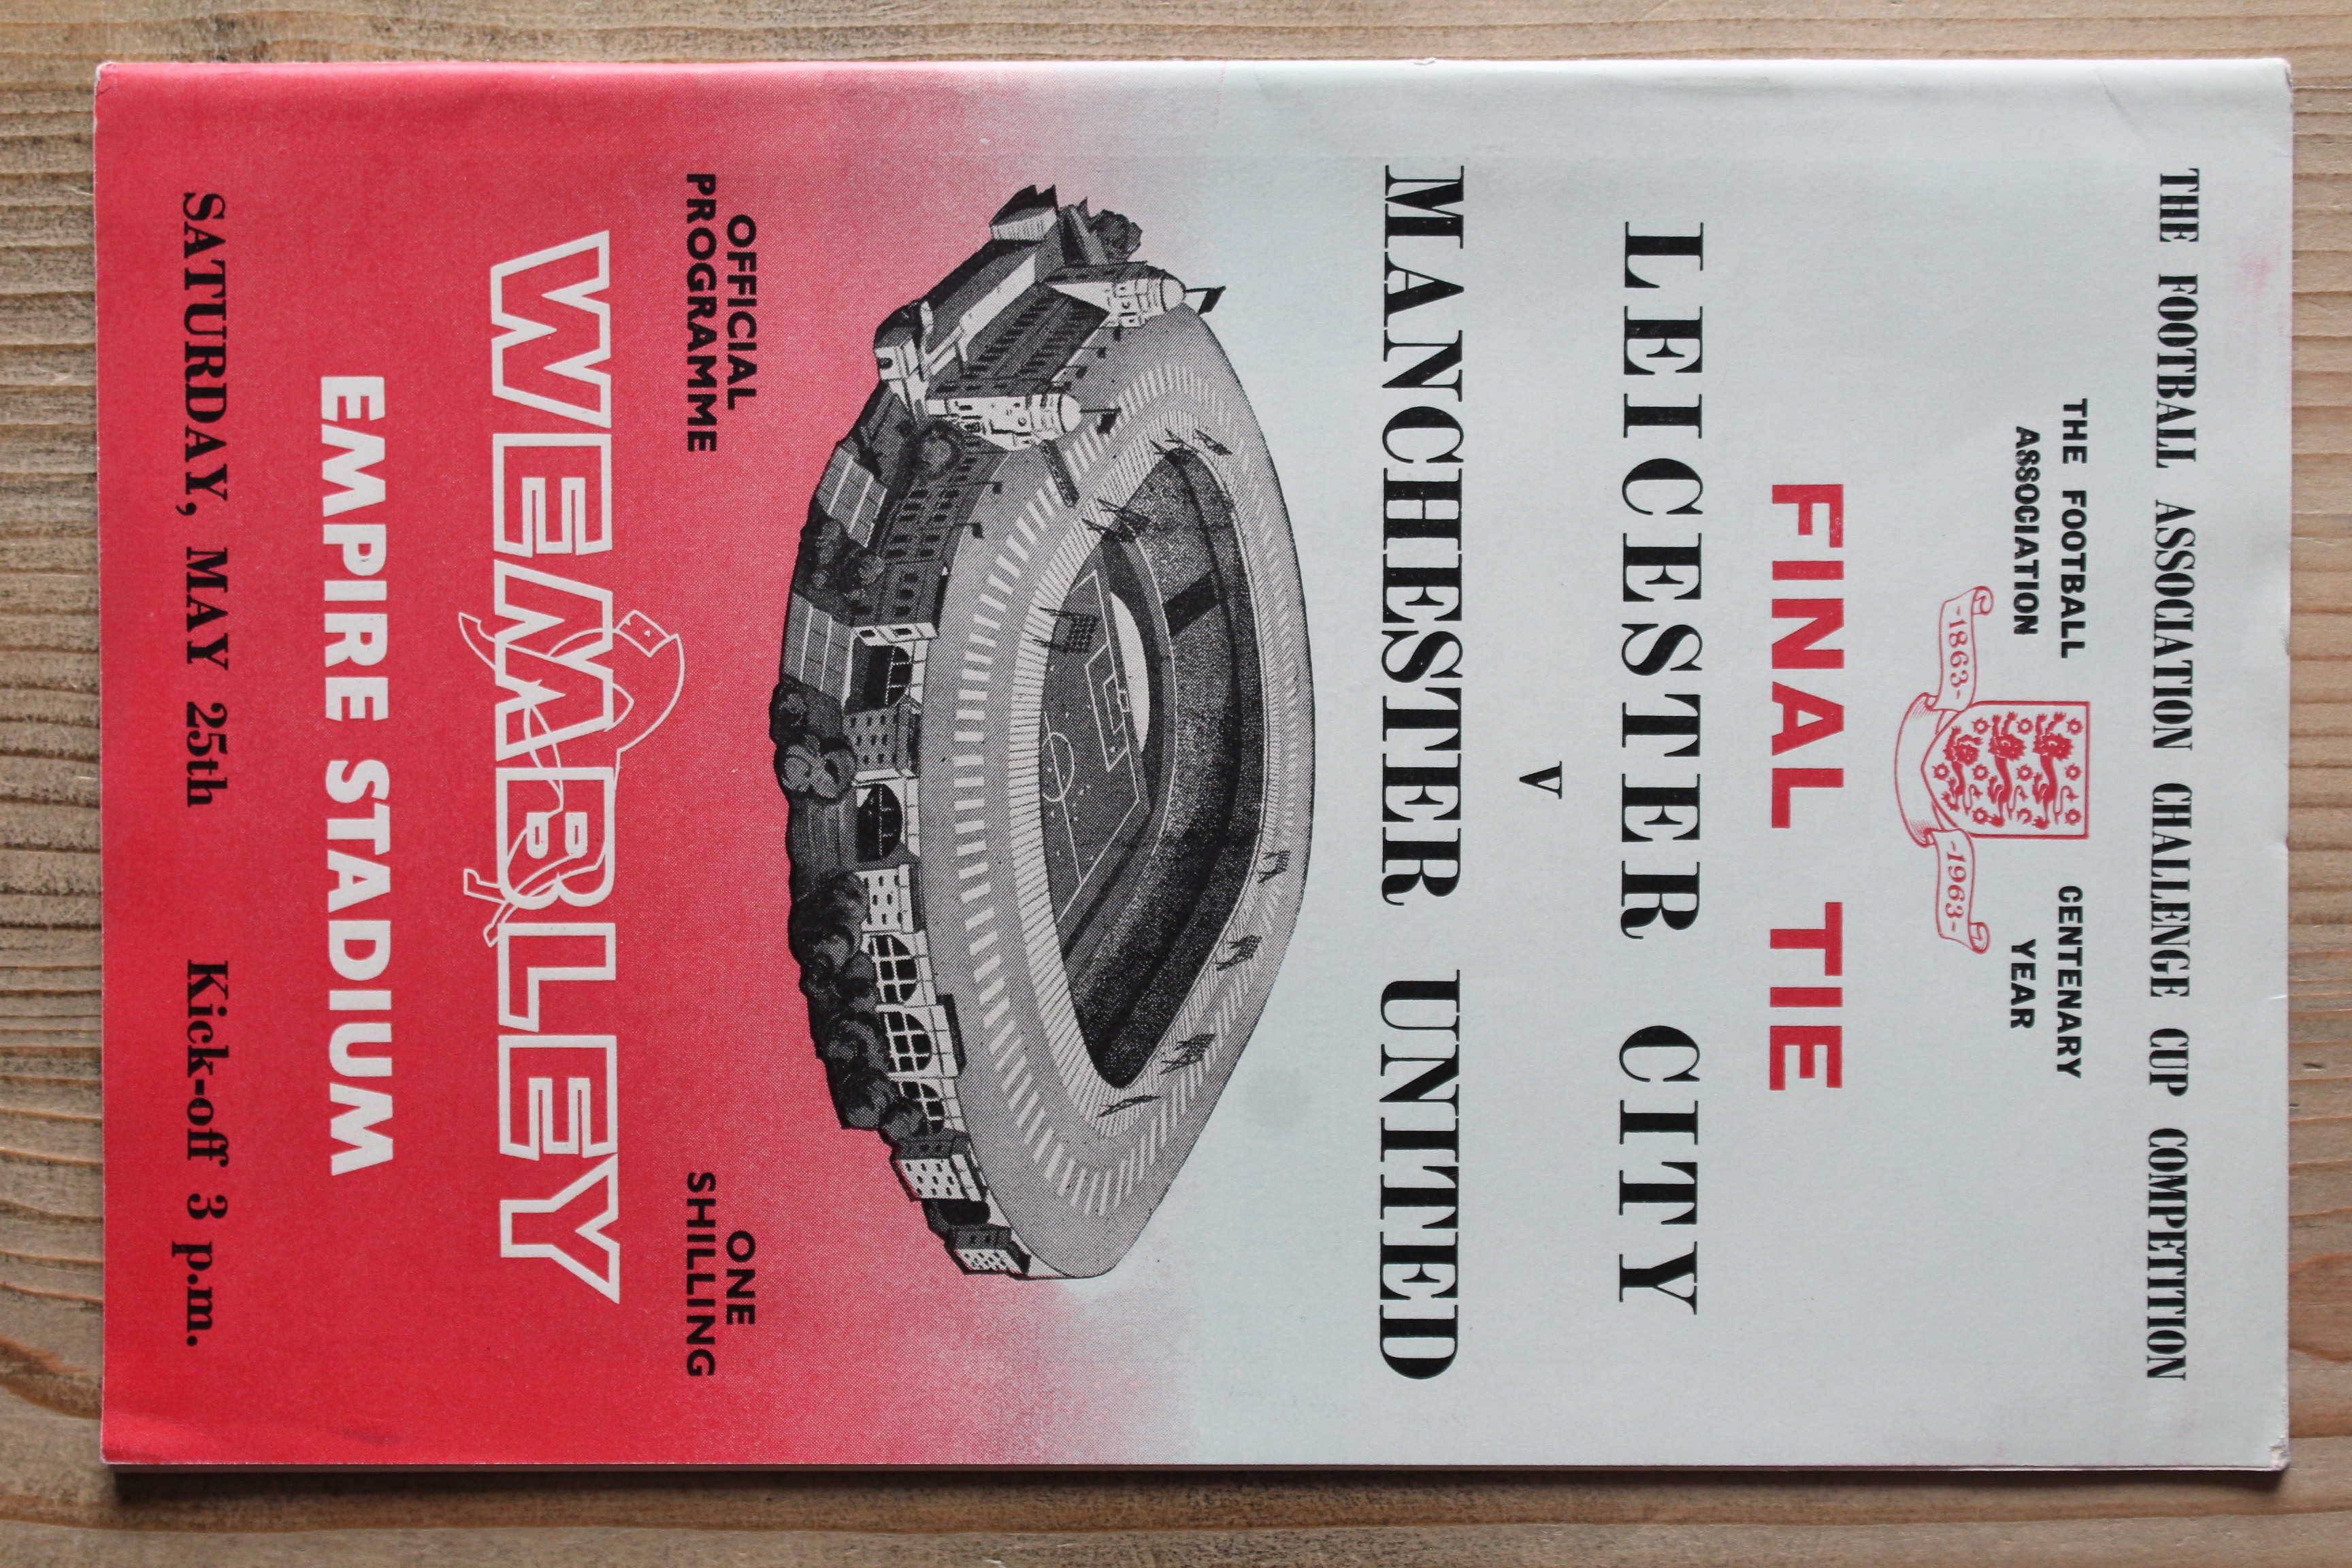 THE FOOTBALL ASSOCIATION CHALLENGE CUP COMPETITION
THE FOOTBALL
ASSOCIATION
CENTENARY
YEAR
-1863-
-1963-
FINAL TIE
LEICESTER CITY
v
MANCHESTER UNITED
OFFICIAL
PROGRAMME
ONE
SHILLING
WEMBLEY
EMPIRE STADIUM
SATURDAY, MAY 25th Kick-off 3 p.m.